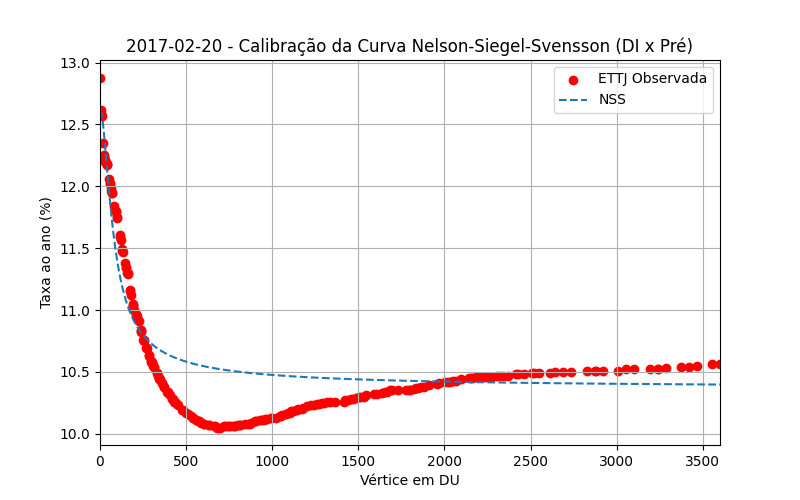 2017-02-20 - Calibração da Curva Nelson-Siegel-Svensson (DI x Pré)
ETTJ Observada
NSS
Taxa ao ano (%)
13.0
12.5
12.0
11.5
11.0
10.5
10.0
0 500 1000 1500 2000 2500 3000 3500
Vértice em DU